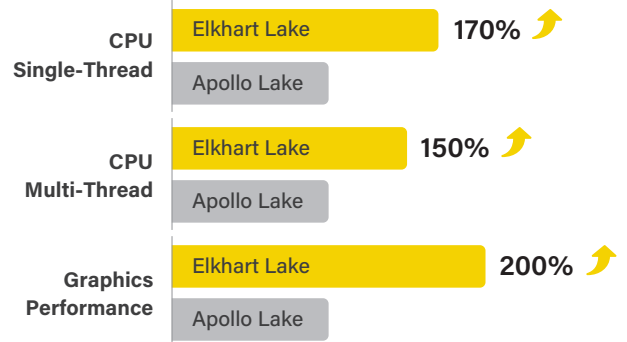 CPU
Single-Thread
Elkhart Lake
170%
Apollo Lake
CPU
Multi-Thread
Elkhart Lake
150%
Apollo Lake
Graphics
Performance
Elkhart Lake
200%
Apollo Lake